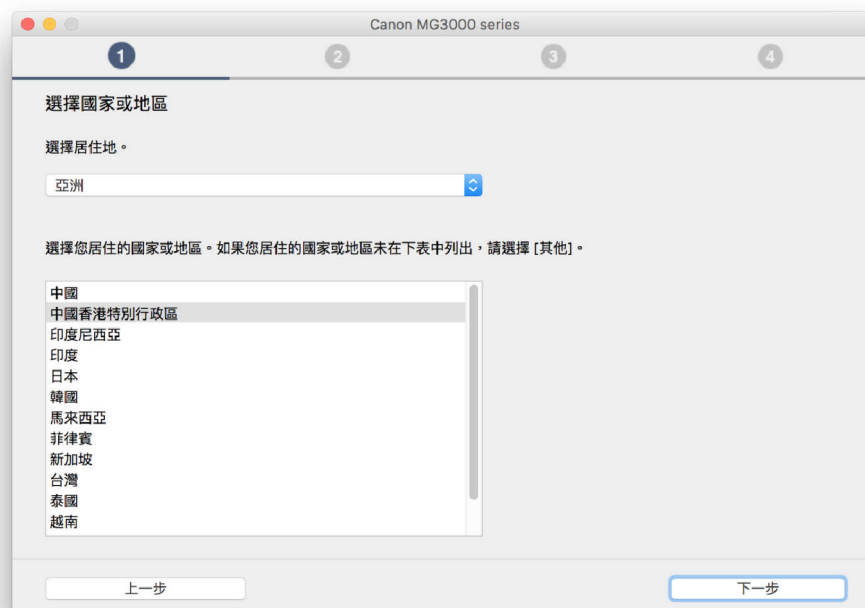 Canon MG3000 series
1
2
3
4
選擇國家或地區
選擇居住地。
亞洲
選擇您居住的國家或地區。如果您居住的國家或地區未在下表中列出，請選擇 [其他]。
中國
中國香港特別行政區
印度尼西亞
印度
日本
韓國
馬來西亞
菲律賓
新加坡
台灣
泰國
越南
上一步
下一步